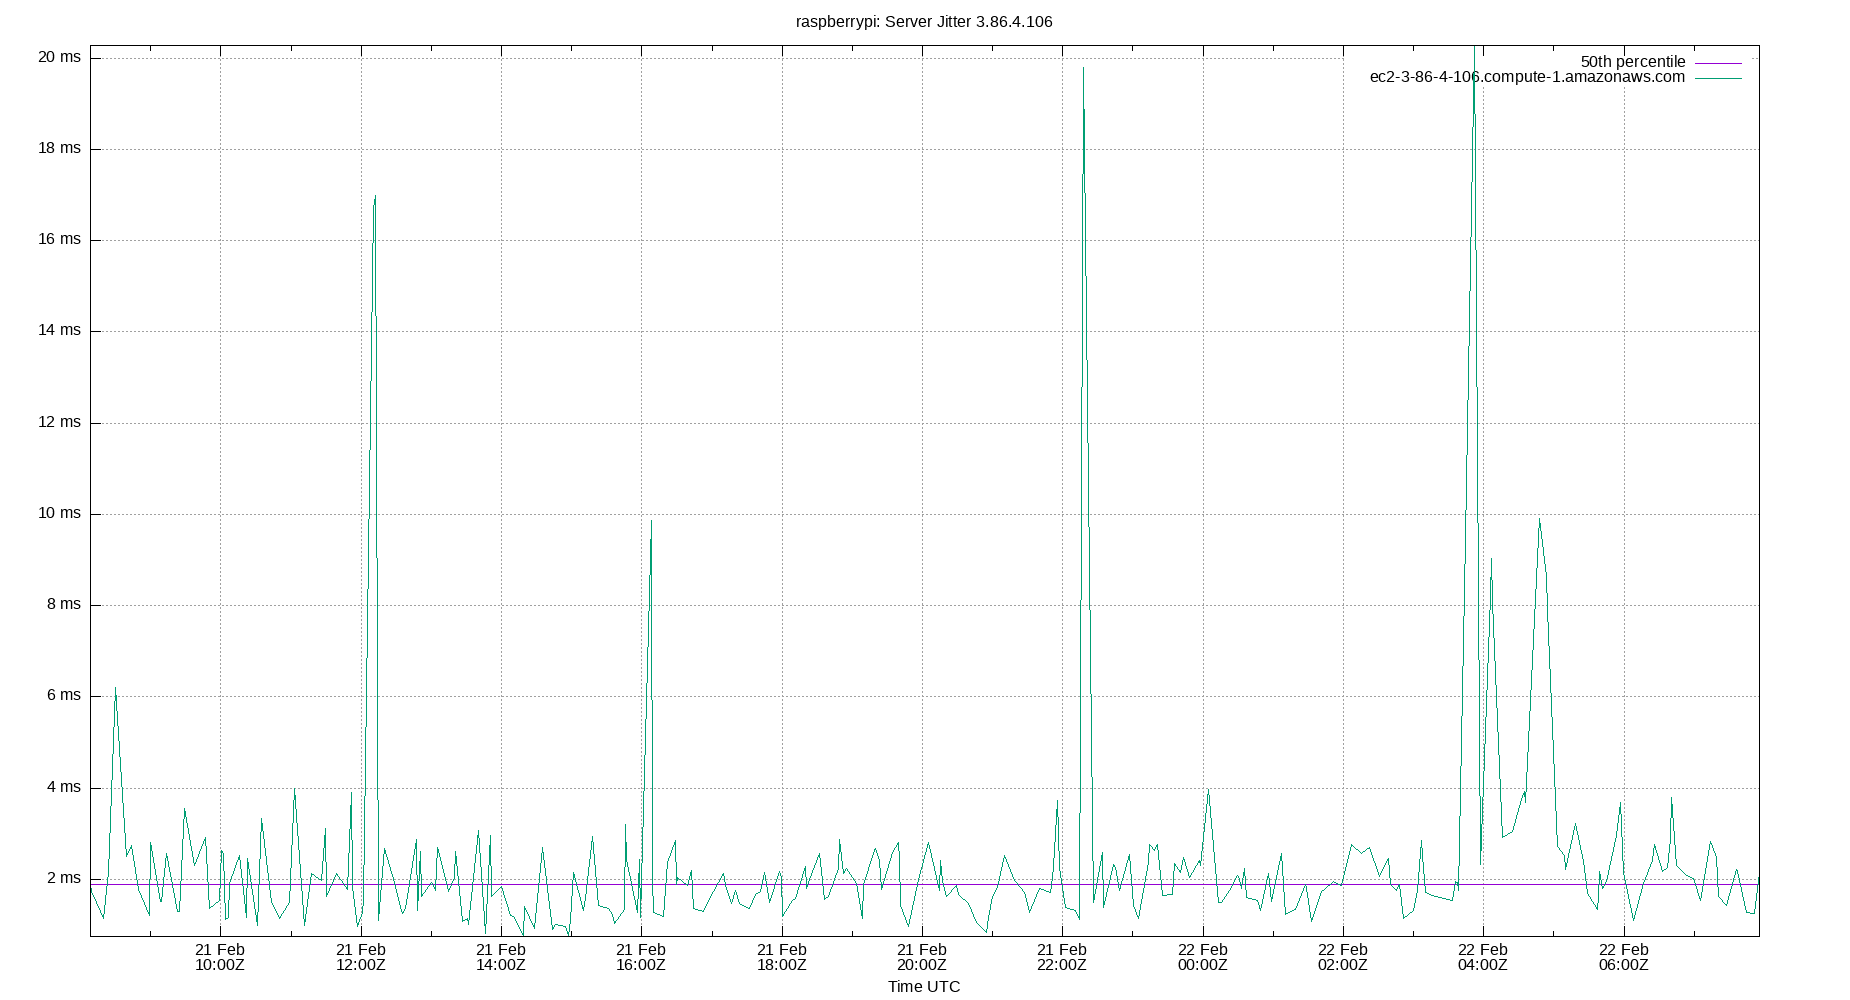 raspberrypi: Server Jitter 3.86.4.106
20 ms
18 ms
16 ms
14 ms
12 ms
10 ms
8 ms
6 ms
4 ms
2 ms
50th percentile
ec2-3-86-4-106.compute-1.amazonaws.com
21 Feb 10:00Z
21 Feb 12:00Z
21 Feb 14:00Z
21 Feb 16:00Z
21 Feb 18:00Z
21 Feb 20:00Z
21 Feb 22:00Z
22 Feb 00:00Z
22 Feb 02:00Z
22 Feb 04:00Z
22 Feb 06:00Z
Time UTC